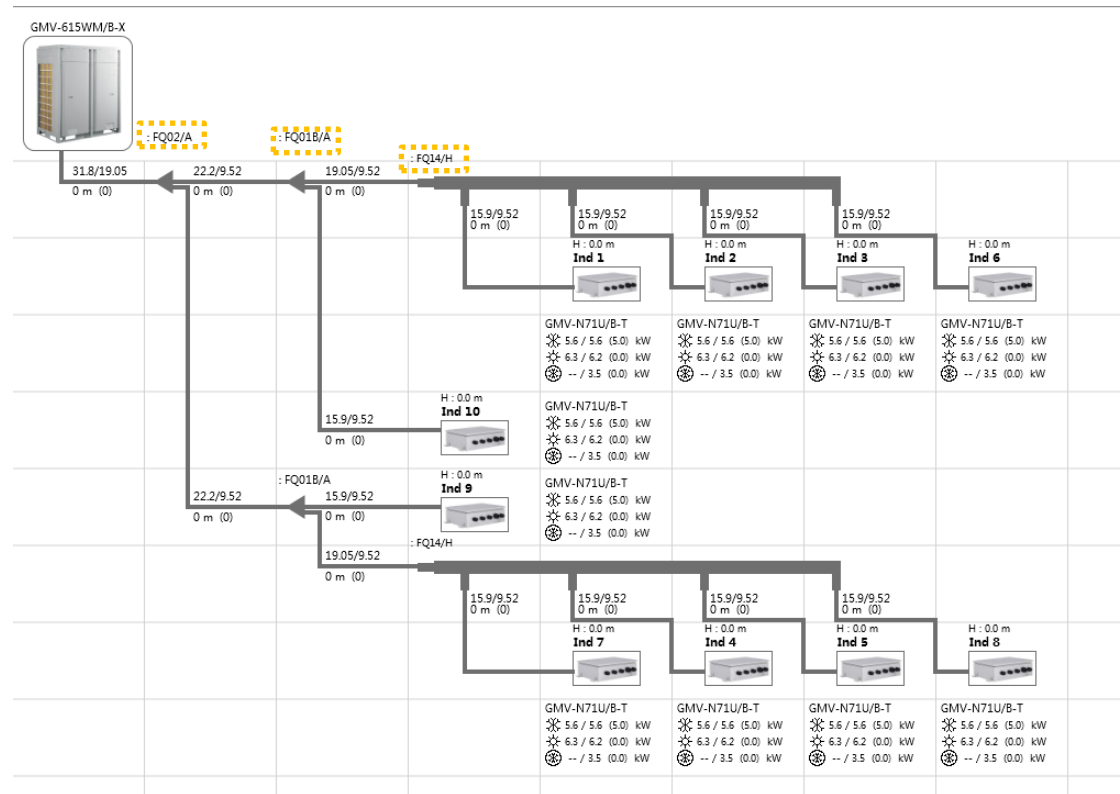 GMV-615WM/B-X
: FQ02/A
: FQ01B/A
: FQ14/H
31.8/19.05
0 m (0)
22.2/9.52
0 m (0)
19.05/9.52
0 m (0)
15.9/9.52
0 m (0)
15.9/9.52
0 m (0)
15.9/9.52
0 m (0)
15.9/9.52
0 m (0)
H : 0.0 m
Ind 1
H : 0.0 m
Ind 2
H : 0.0 m
Ind 3
H : 0.0 m
Ind 6
GMV-N71U/B-T
5.6 / 5.6 (5.0) kW
6.3 / 6.2 (0.0) kW
-- / 3.5 (0.0) kW
GMV-N71U/B-T
5.6 / 5.6 (5.0) kW
6.3 / 6.2 (0.0) kW
-- / 3.5 (0.0) kW
GMV-N71U/B-T
5.6 / 5.6 (5.0) kW
6.3 / 6.2 (0.0) kW
-- / 3.5 (0.0) kW
GMV-N71U/B-T
5.6 / 5.6 (5.0) kW
6.3 / 6.2 (0.0) kW
-- / 3.5 (0.0) kW
15.9/9.52
0 m (0)
H : 0.0 m
Ind 10
GMV-N71U/B-T
5.6 / 5.6 (5.0) kW
6.3 / 6.2 (0.0) kW
-- / 3.5 (0.0) kW
22.2/9.52
0 m (0)
: FQ01B/A
15.9/9.52
0 m (0)
H : 0.0 m
Ind 9
GMV-N71U/B-T
5.6 / 5.6 (5.0) kW
6.3 / 6.2 (0.0) kW
-- / 3.5 (0.0) kW
19.05/9.52
0 m (0)
: FQ14/H
15.9/9.52
0 m (0)
15.9/9.52
0 m (0)
15.9/9.52
0 m (0)
15.9/9.52
0 m (0)
H : 0.0 m
Ind 7
H : 0.0 m
Ind 4
H : 0.0 m
Ind 5
H : 0.0 m
Ind 8
GMV-N71U/B-T
5.6 / 5.6 (5.0) kW
6.3 / 6.2 (0.0) kW
-- / 3.5 (0.0) kW
GMV-N71U/B-T
5.6 / 5.6 (5.0) kW
6.3 / 6.2 (0.0) kW
-- / 3.5 (0.0) kW
GMV-N71U/B-T
5.6 / 5.6 (5.0) kW
6.3 / 6.2 (0.0) kW
-- / 3.5 (0.0) kW
GMV-N71U/B-T
5.6 / 5.6 (5.0) kW
6.3 / 6.2 (0.0) kW
-- / 3.5 (0.0) kW